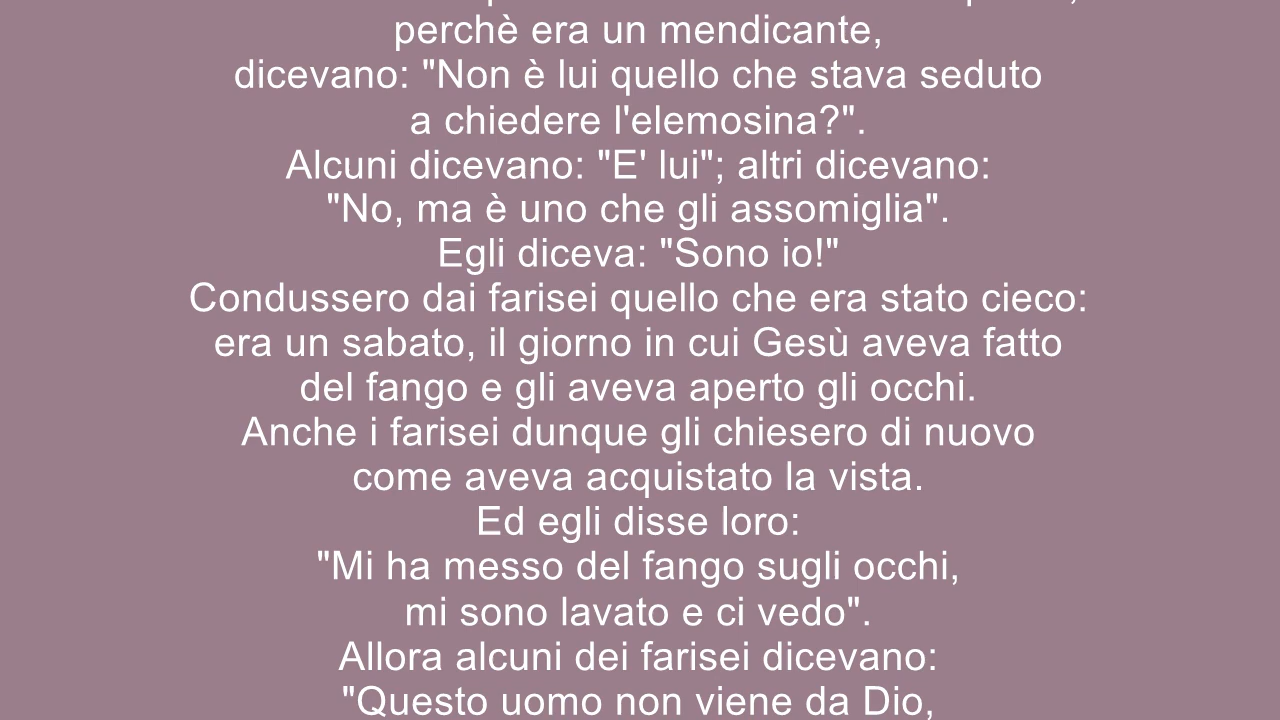 perchè era un mendicante,
dicevano: "Non è lui quello che stava seduto
a chiedere l'elemosina?".
Alcuni dicevano: "E' lui"; altri dicevano:
"No, ma è uno che gli assomiglia".
Egli diceva: "Sono io!"
Condussero dai farisei quello che era stato cieco:
era un sabato, il giorno in cui Gesù aveva fatto
del fango e gli aveva aperto gli occhi.
Anche i farisei dunque gli chiesero di nuovo
come aveva acquistato la vista.
Ed egli disse loro:
"Mi ha messo del fango sugli occhi,
mi sono lavato e ci vedo".
Allora alcuni dei farisei dicevano:
"Questo uomo non viene da Dio,